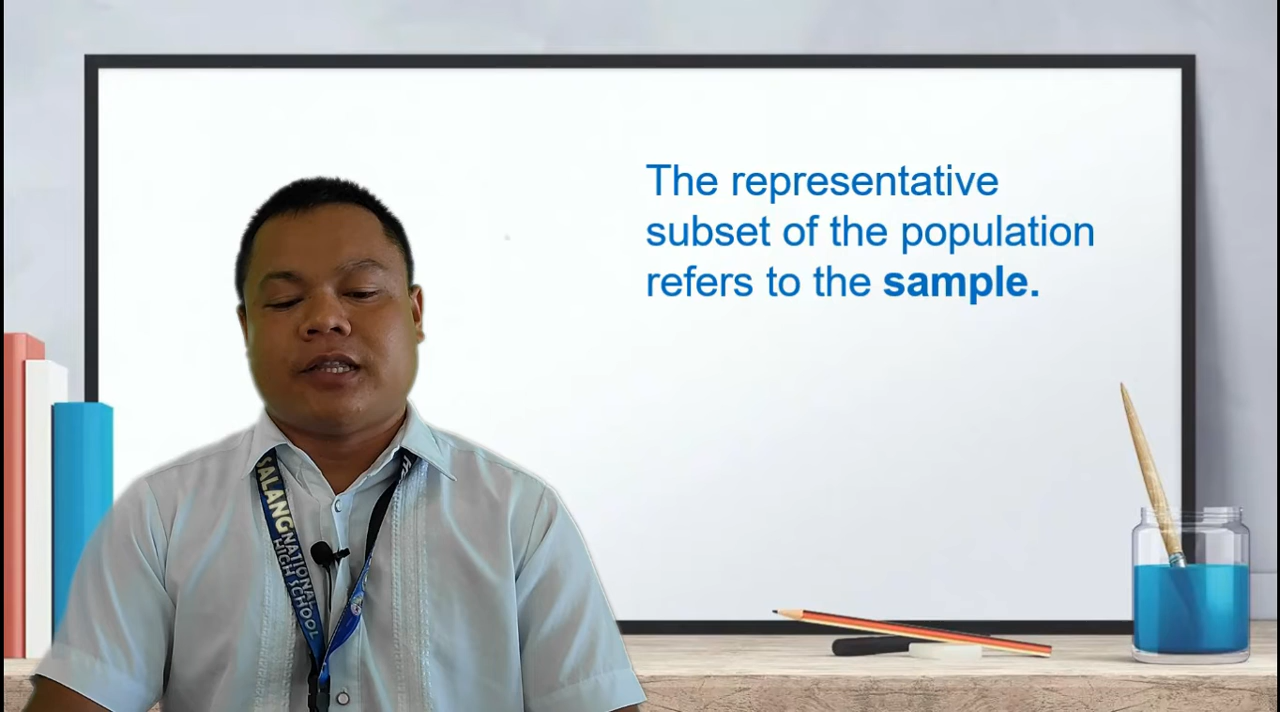 The representative
subset of the population
refers to the sample.
SALANG
NATIONAL
HIGH SCHOOL